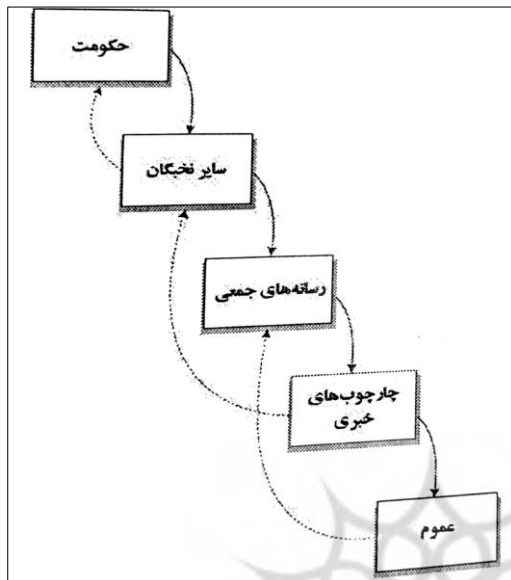 حکومت
سایر نخبگان
رسانه‌های جمعی
چارچوب‌های
خبری
عموم